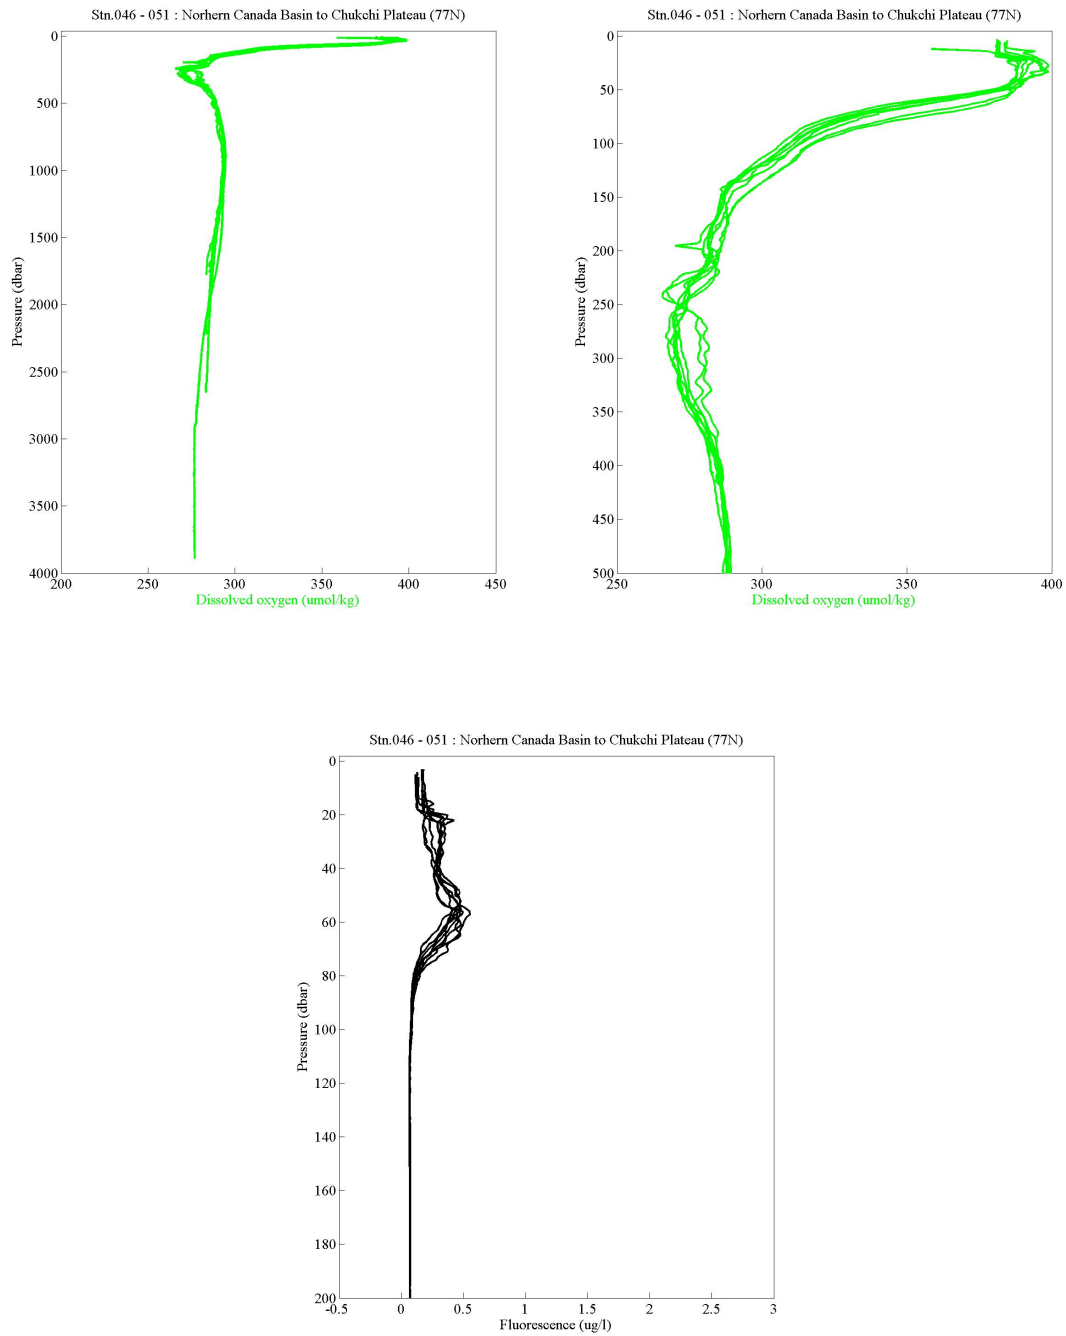 Stn.046 - 051 : Norhern Canada Basin to Chukchi Plateau (77N)
0
500
1000
1500
2000
2500
3000
3500
4000
Pressure (dbar)
200 250 300 350 400 450
Dissolved oxygen (umol/kg)
Stn.046 - 051 : Norhern Canada Basin to Chukchi Plateau (77N)
0
50
100
150
200
250
300
350
400
450
500
Pressure (dbar)
250 300 350 400
Dissolved oxygen (umol/kg)
Stn.046 - 051 : Norhern Canada Basin to Chukchi Plateau (77N)
0
20
40
60
80
100
120
140
160
180
200
Pressure (dbar)
-0.5 0 0.5 1 1.5 2 2.5 3
Fluorescence (ug/l)